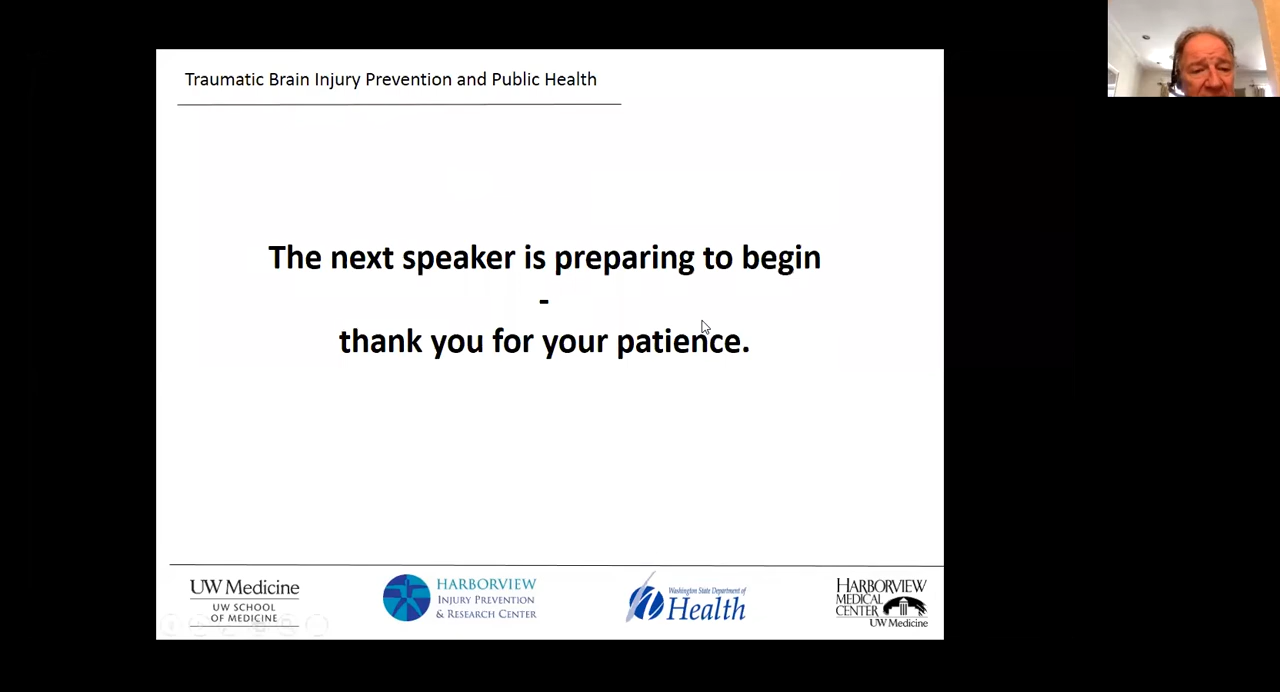 Traumatic Brain Injury Prevention and Public Health
The next speaker is preparing to begin
-
thank you for your patience.
UW Medicine
UW SCHOOL
OF MEDICINE
HARBORVIEW
INJURY PREVENTION
& RESEARCH CENTER
Washington State Department of
Health
HARBORVIEW
MEDICAL
CENTER
UW Medicine